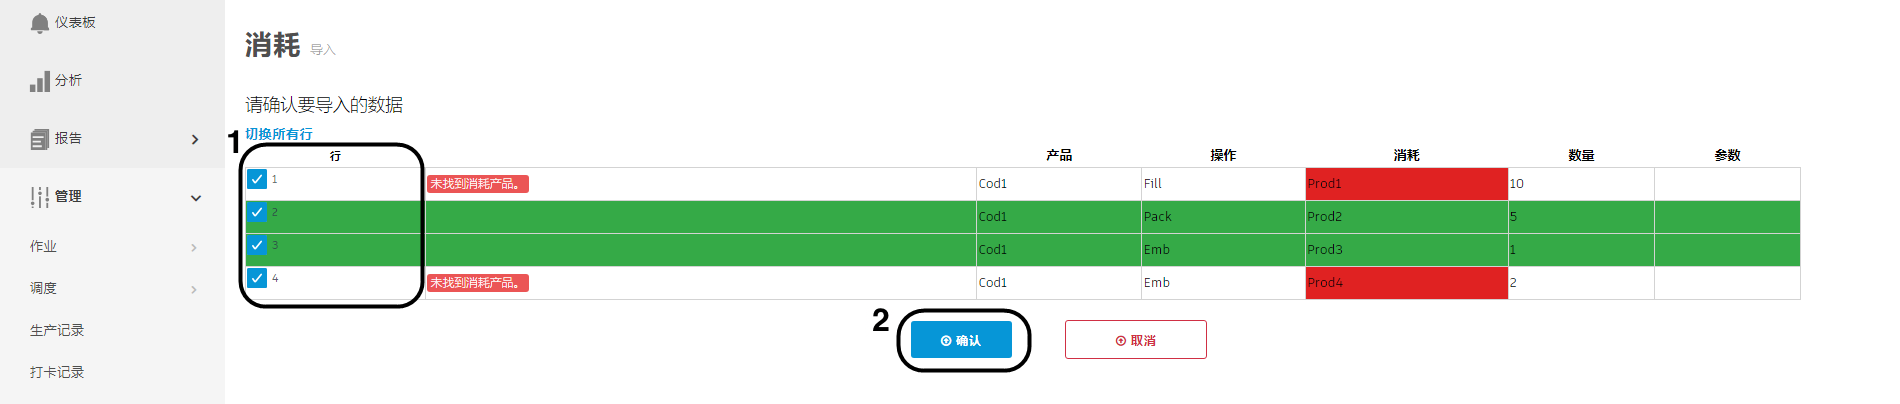 仪表板
分析
报告
管理
作业
调度
生产记录
打卡记录
消耗 导入
请确认要导入的数据
切换所有行
1
行 产品 操作 消耗 数量 参数
1 未找到消耗产品。 Cod1 Fill Prod1 10
2 Cod1 Pack Prod2 5
3 Cod1 Emb Prod3 1
4 未找到消耗产品。 Cod1 Emb Prod4 2
2
确认 取消